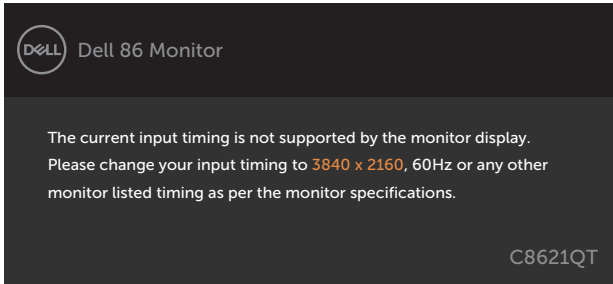 DELL
Dell 86 Monitor
The current input timing is not supported by the monitor display.
Please change your input timing to 3840 x 2160, 60Hz or any other
monitor listed timing as per the monitor specifications.
C8621QT